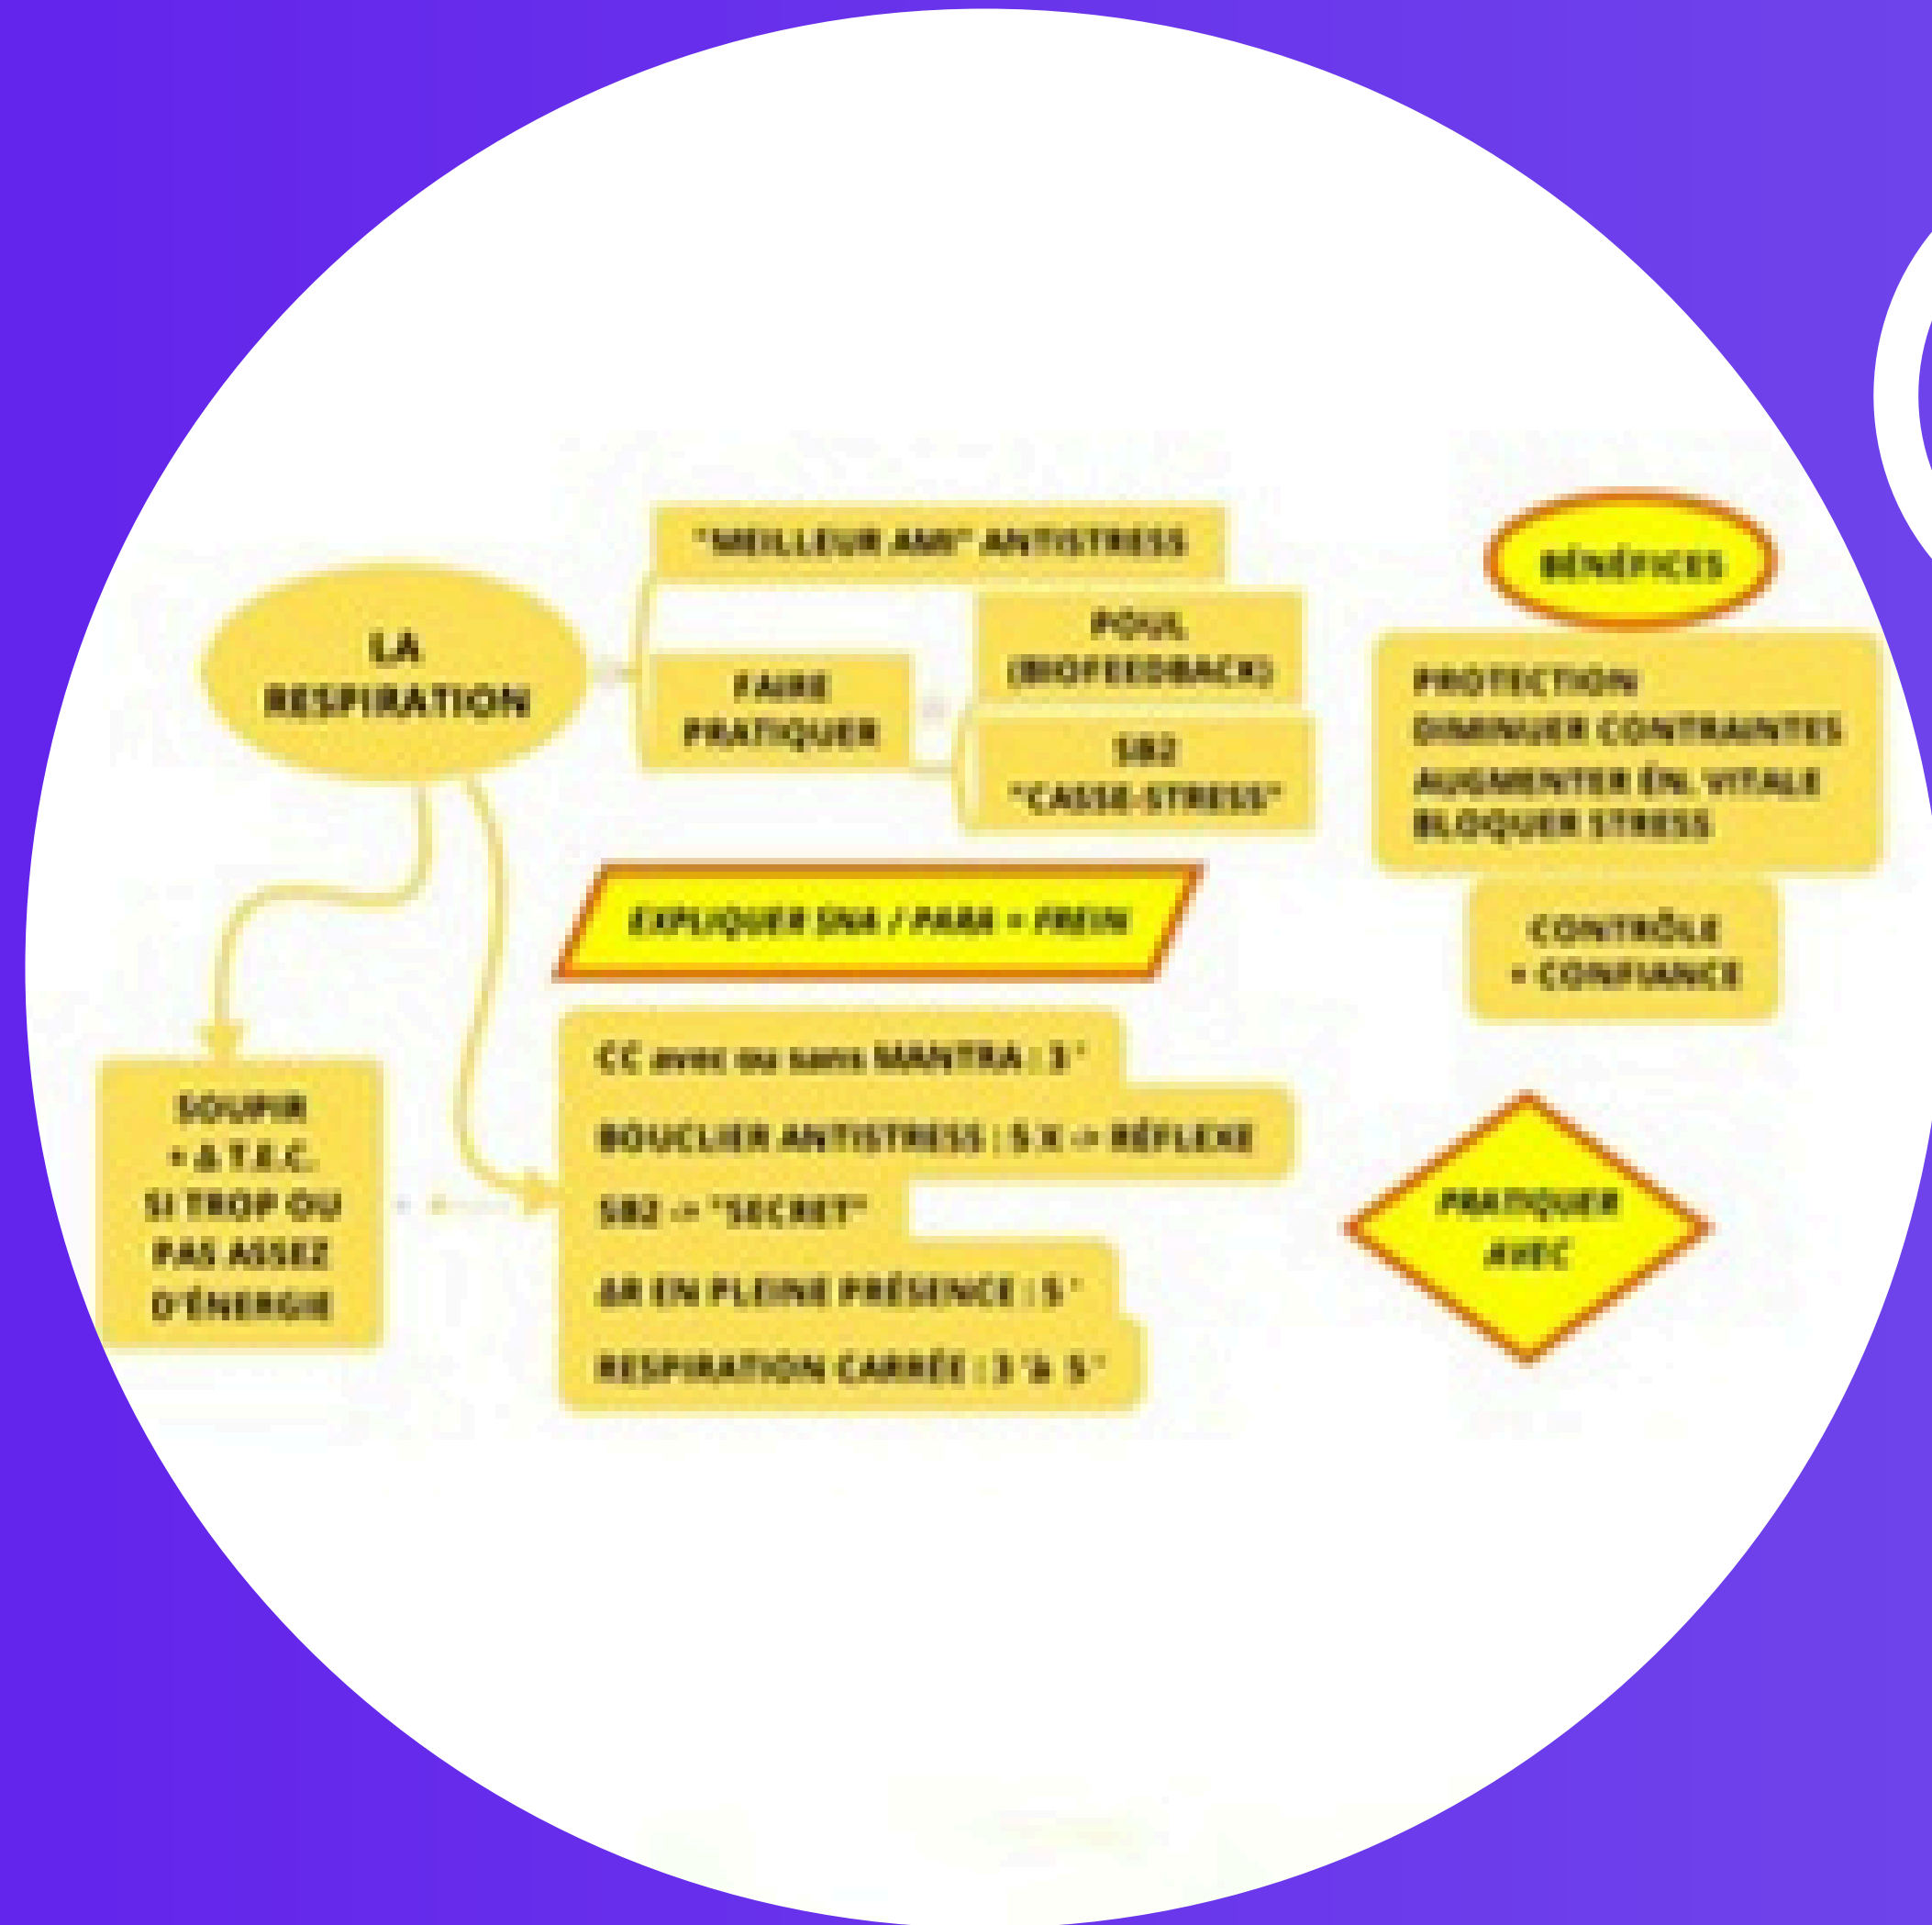 LA
RESPIRATION
"MEILLEUR AMI" ANTISTRESS
FAIRE
PRATIQUER
POUL
(BIOFEEDBACK)
SB2
"CASSE-STRESS"
EXPLIQUER SNA / PARA = FREIN
SOUPIR
= Δ T.E.C.
SI TROP OU
PAS ASSEZ
D'ÉNERGIE
CC avec ou sans MANTRA : 3'
BOUCLIER ANTISTRESS : 5 X -> RÉFLEXE
SB2 -> "SECRET"
ΔR EN PLEINE PRÉSENCE : 5'
RESPIRATION CARRÉE : 3 'à 5'
BÉNÉFICES
PROTECTION
DIMINUER CONTRAINTES
AUGMENTER ÉN. VITALE
BLOQUER STRESS
CONTRÔLE
= CONFIANCE
PRATIQUER
AVEC